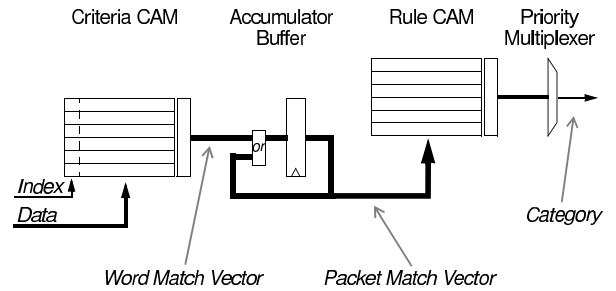 Criteria CAM
Accumulator
Buffer
Rule CAM
Priority
Multiplexer
or
Index
Data
Category
Word Match Vector
Packet Match Vector